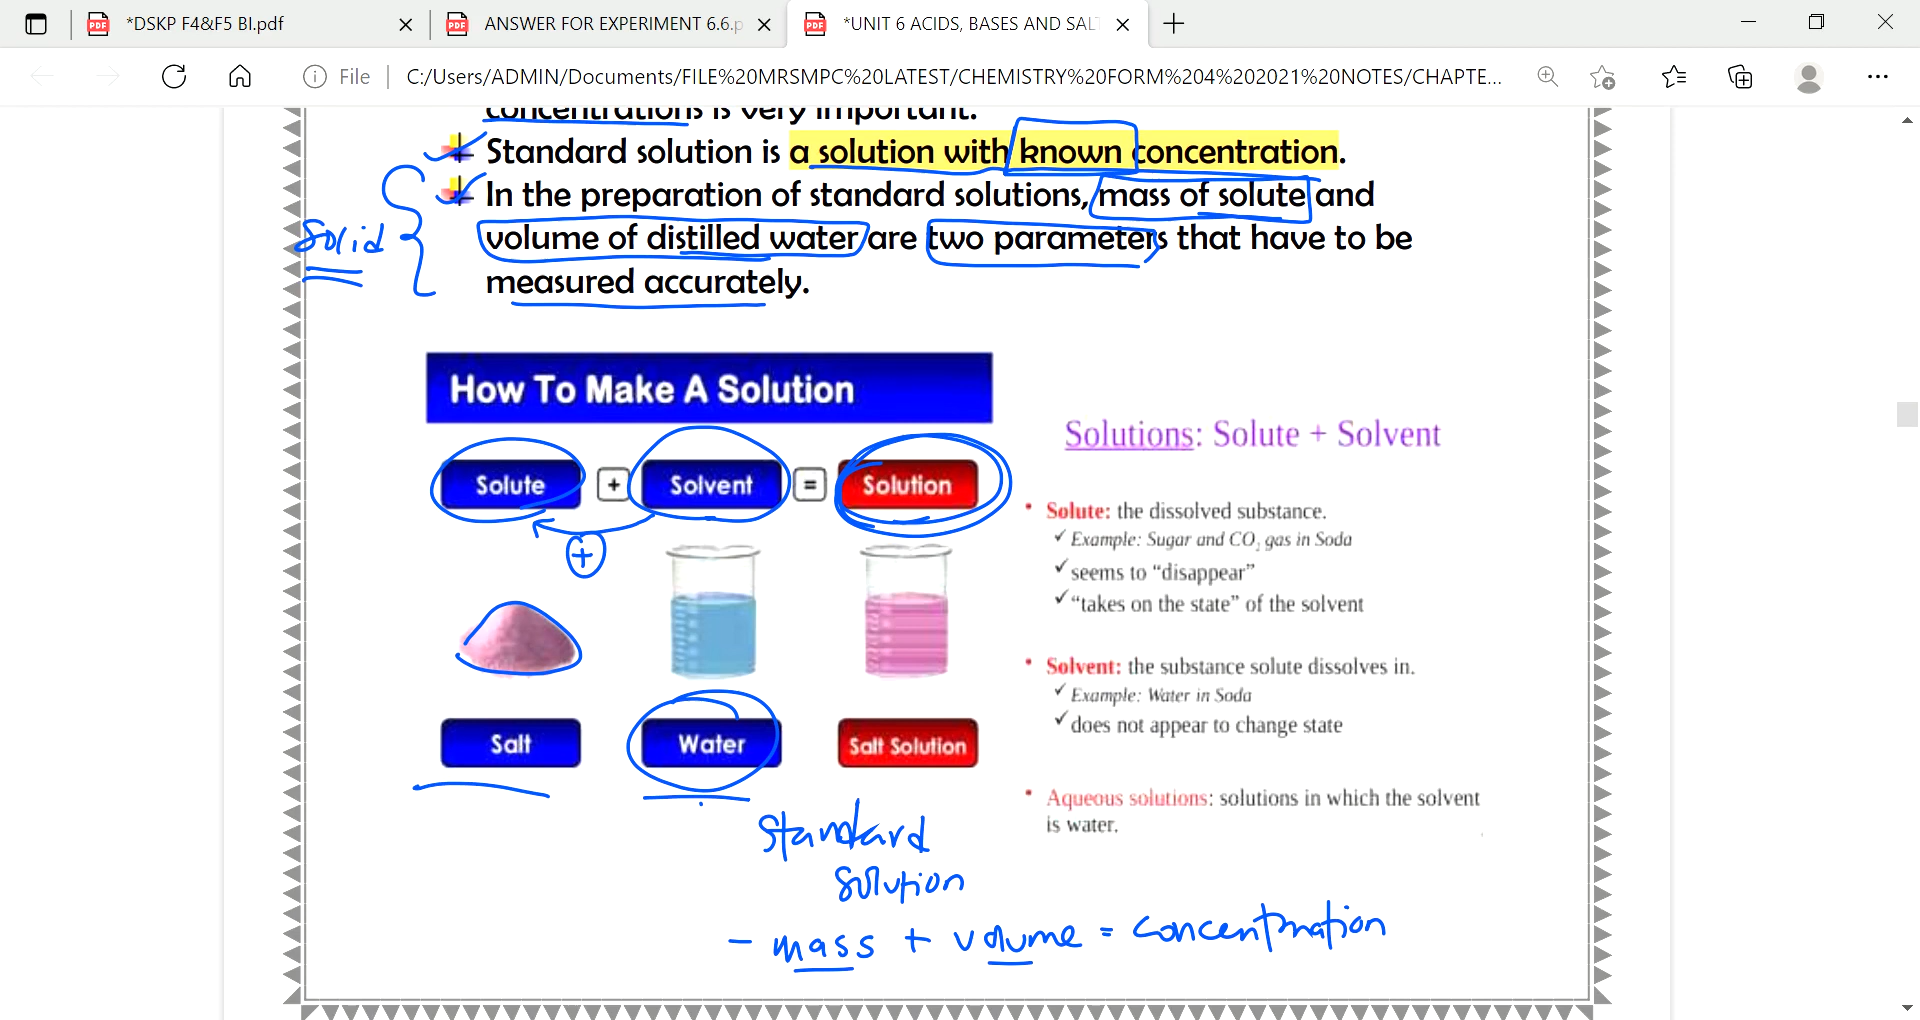 *DSKP F4&F5 BI.pdf
ANSWER FOR EXPERIMENT 6.6.p
*UNIT 6 ACIDS, BASES AND SALT
File
C:/Users/ADMIN/Documents/FILE%20MRSMPC%20LATEST/CHEMISTRY%20FORM%204%202021%20NOTES/CHAPTE...
concentrations is very important.
Standard solution is a solution with known concentration.
In the preparation of standard solutions, mass of solute and
volume of distilled water are two parameters that have to be
measured accurately.
Solid
How To Make A Solution
Solute + Solvent = Solution
+
Salt Water Salt Solution
Solutions: Solute + Solvent
• Solute: the dissolved substance.
✓ Example: Sugar and CO2 gas in Soda
✓ seems to “disappear”
✓ “takes on the state” of the solvent
• Solvent: the substance solute dissolves in.
✓ Example: Water in Soda
✓ does not appear to change state
• Aqueous solutions: solutions in which the solvent
is water.
Standard
solution
- mass + volume = concentration